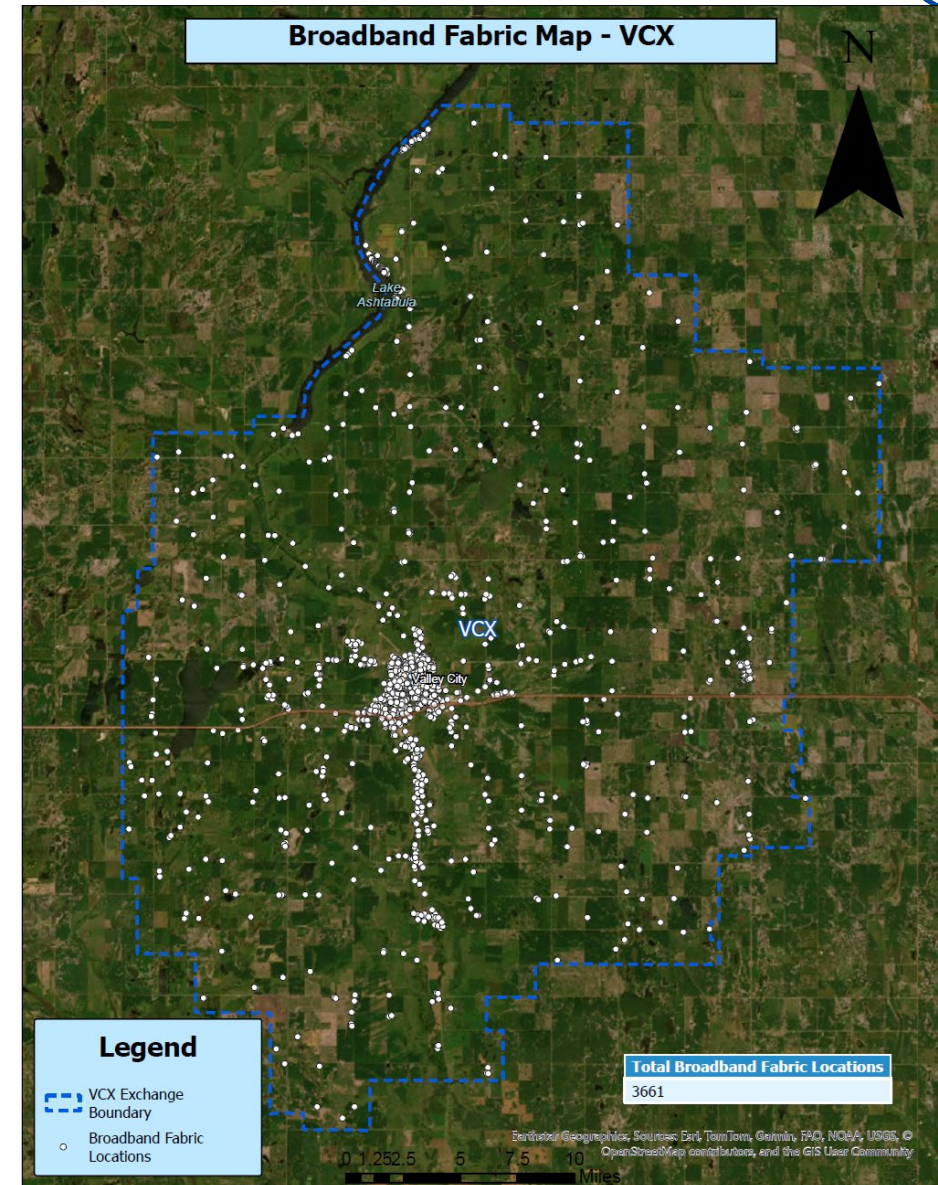 Broadband Fabric Map - VCX
N
Lake
Ashtabula
VCX
Valley City
Legend
VCX Exchange
Boundary
Broadband Fabric
Locations
Total Broadband Fabric Locations
3661
Earthstar Geographics, Sources: Esri, TomTom, Garmin, FAO, NOAA, USGS, ©
OpenStreetMap contributors, and the GIS User Community
0 1.25 2.5 5 7.5 10
Miles